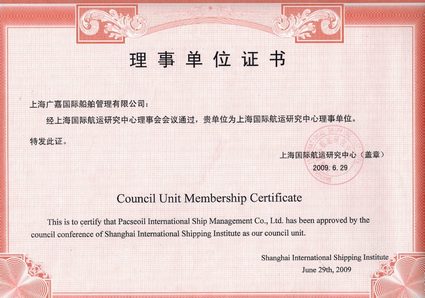 理事单位证书
上海广嘉国际船舶管理有限公司：
经上海国际航运研究中心理事会会议通过，贵单位为上海国际航运研究中心理事单位。
特发此证。
上海国际航运研究中心（盖章）
2009. 6. 29
Council Unit Membership Certificate
This is to certify that Pacseoil International Ship Management Co., Ltd. has been approved by the
council conference of Shanghai International Shipping Institute as our council unit.
Shanghai International Shipping Institute
June 29th, 2009